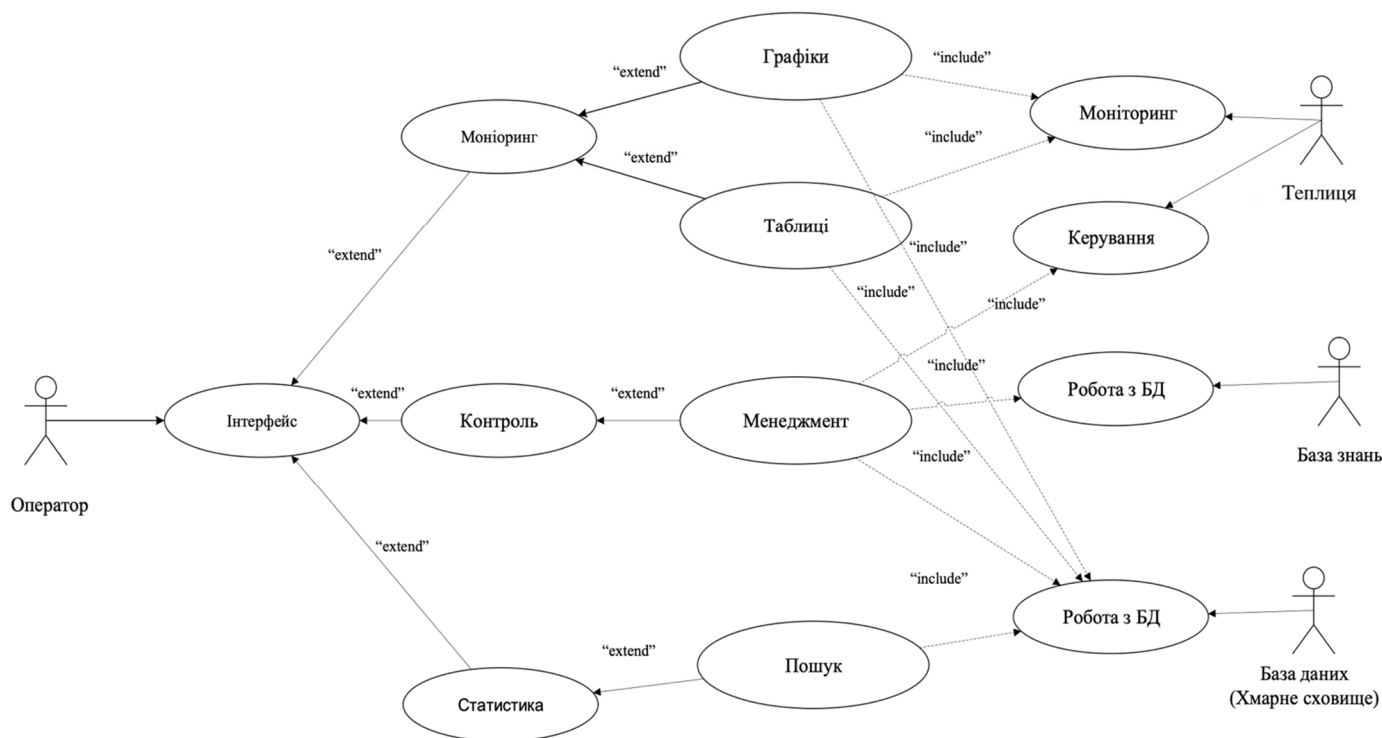 Графіки
“include”
“extend”
Моніторинг
Моніоринг
“include”
“extend”
Теплиця
Таблиці
Керування
“extend”
“include”
“include”
“include”
“include”
Робота з БД
“extend”
“extend”
Інтерфейс
Контроль
Менеджмент
База знань
“include”
Оператор
“extend”
“include”
Робота з БД
“extend”
Пошук
База даних
(Хмарне сховище)
Статистика